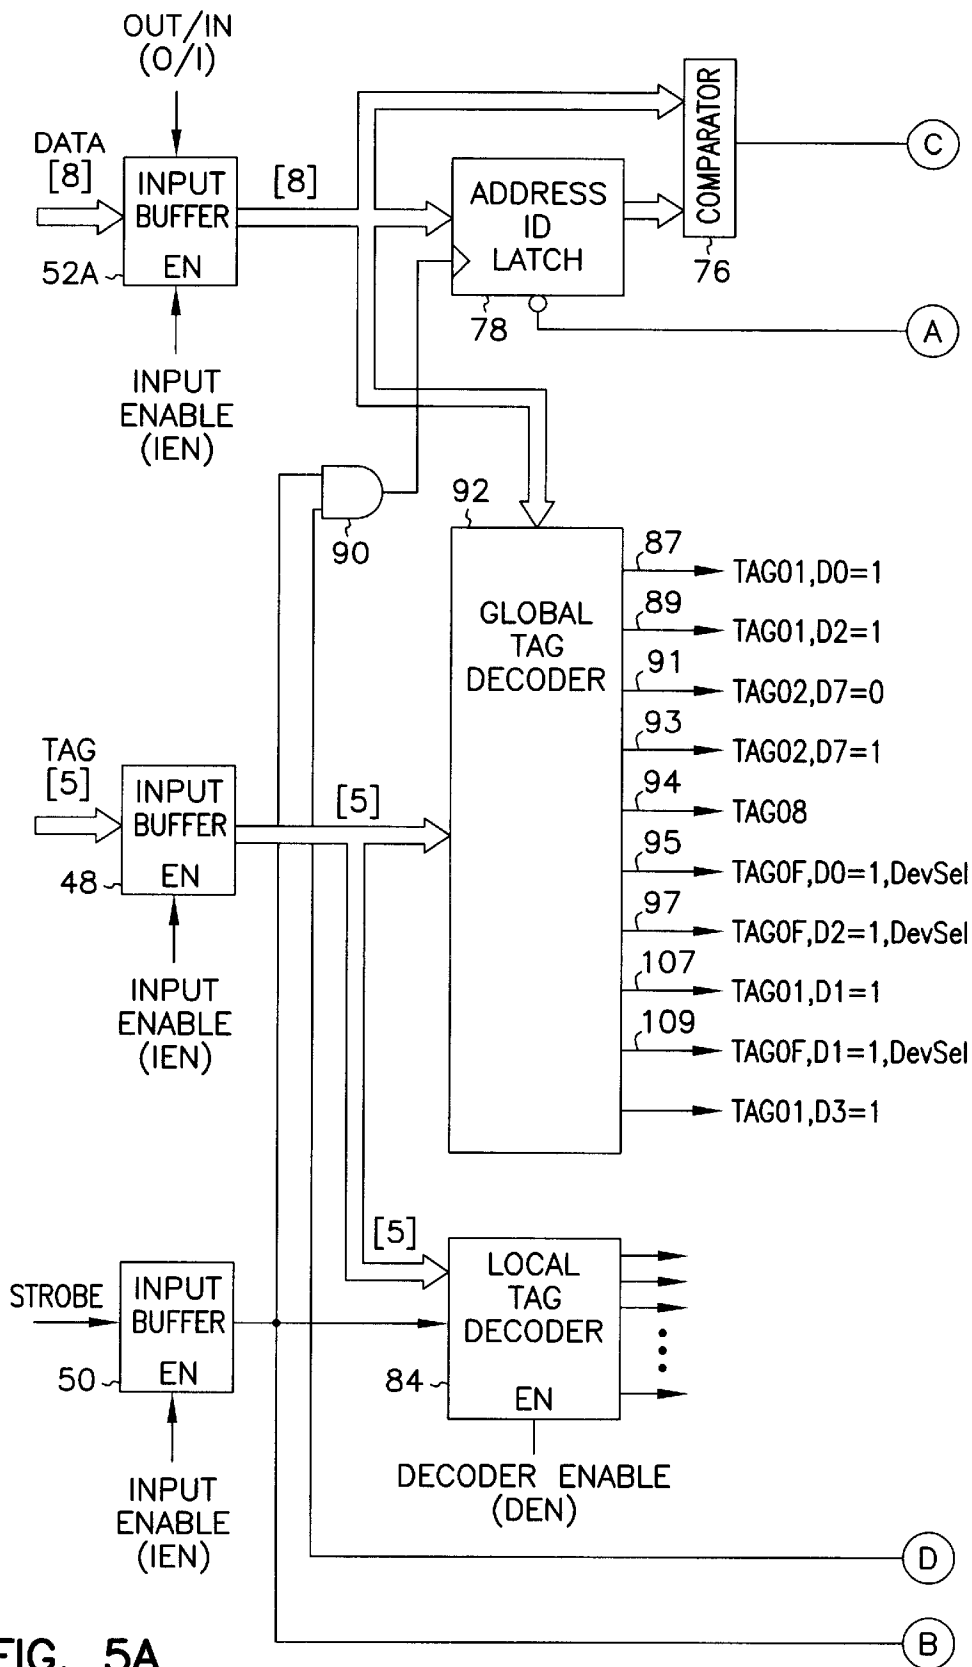 OUT/IN
(O/I)
DATA
[8]
INPUT
BUFFER
EN
52A
[8]
INPUT
ENABLE
(IEN)
ADDRESS
ID
LATCH
78
COMPARATOR
76
C
A
90
92
GLOBAL
TAG
DECODER
87
TAG01,D0=1
89
TAG01,D2=1
91
TAG02,D7=0
93
TAG02,D7=1
94
TAG08
95
TAG0F,D0=1,DevSel
97
TAG0F,D2=1,DevSel
107
TAG01,D1=1
109
TAG0F,D1=1,DevSel
TAG01,D3=1
TAG
[5]
INPUT
BUFFER
EN
48
[5]
INPUT
ENABLE
(IEN)
STROBE
INPUT
BUFFER
EN
50
INPUT
ENABLE
(IEN)
[5]
LOCAL
TAG
DECODER
EN
84
DECODER ENABLE
(DEN)
D
B
FIG. 5A